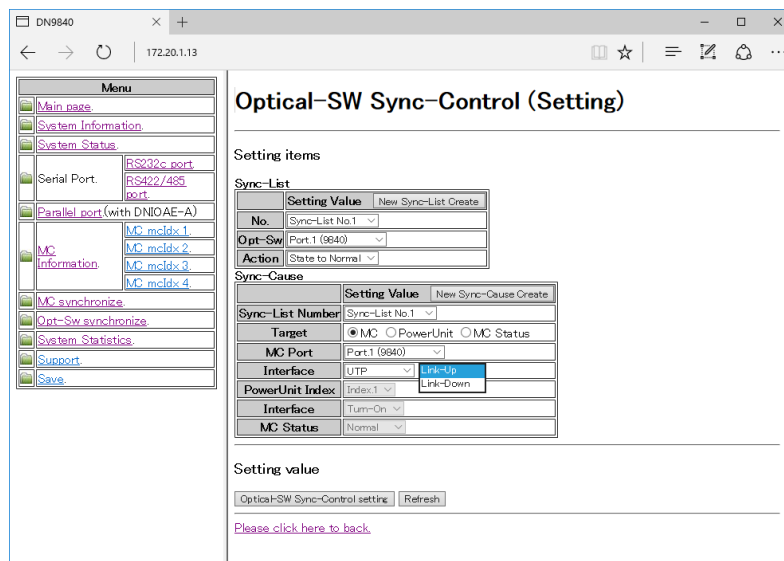 DN9840
172.20.1.13
Menu
Main page.
System Information.
System Status.
Serial Port.
RS232c port.
RS422/485
port.
Parallel port.(with DNIOAE-A)
MC
Information.
MC mcIdx 1.
MC mcIdx 2.
MC mcIdx 3.
MC mcIdx 4.
MC synchronize.
Opt-Sw synchronize.
System Statistics.
Support.
Save.
Optical-SW Sync-Control (Setting)
Setting items
Sync-List
Setting Value New Sync-List Create
No. Sync-List No.1
Opt-Sw Port.1 (9840)
Action State to Normal
Sync-Cause
Setting Value New Sync-Cause Create
Sync-List Number Sync-List No.1
Target MC PowerUnit MC Status
MC Port Port.1 (9840)
Interface UTP Link-Up
Link-Down
PowerUnit Index Index.1
Interface Turn-On
MC Status Normal
Setting value
Optical-SW Sync-Control setting Refresh
Please click here to back.